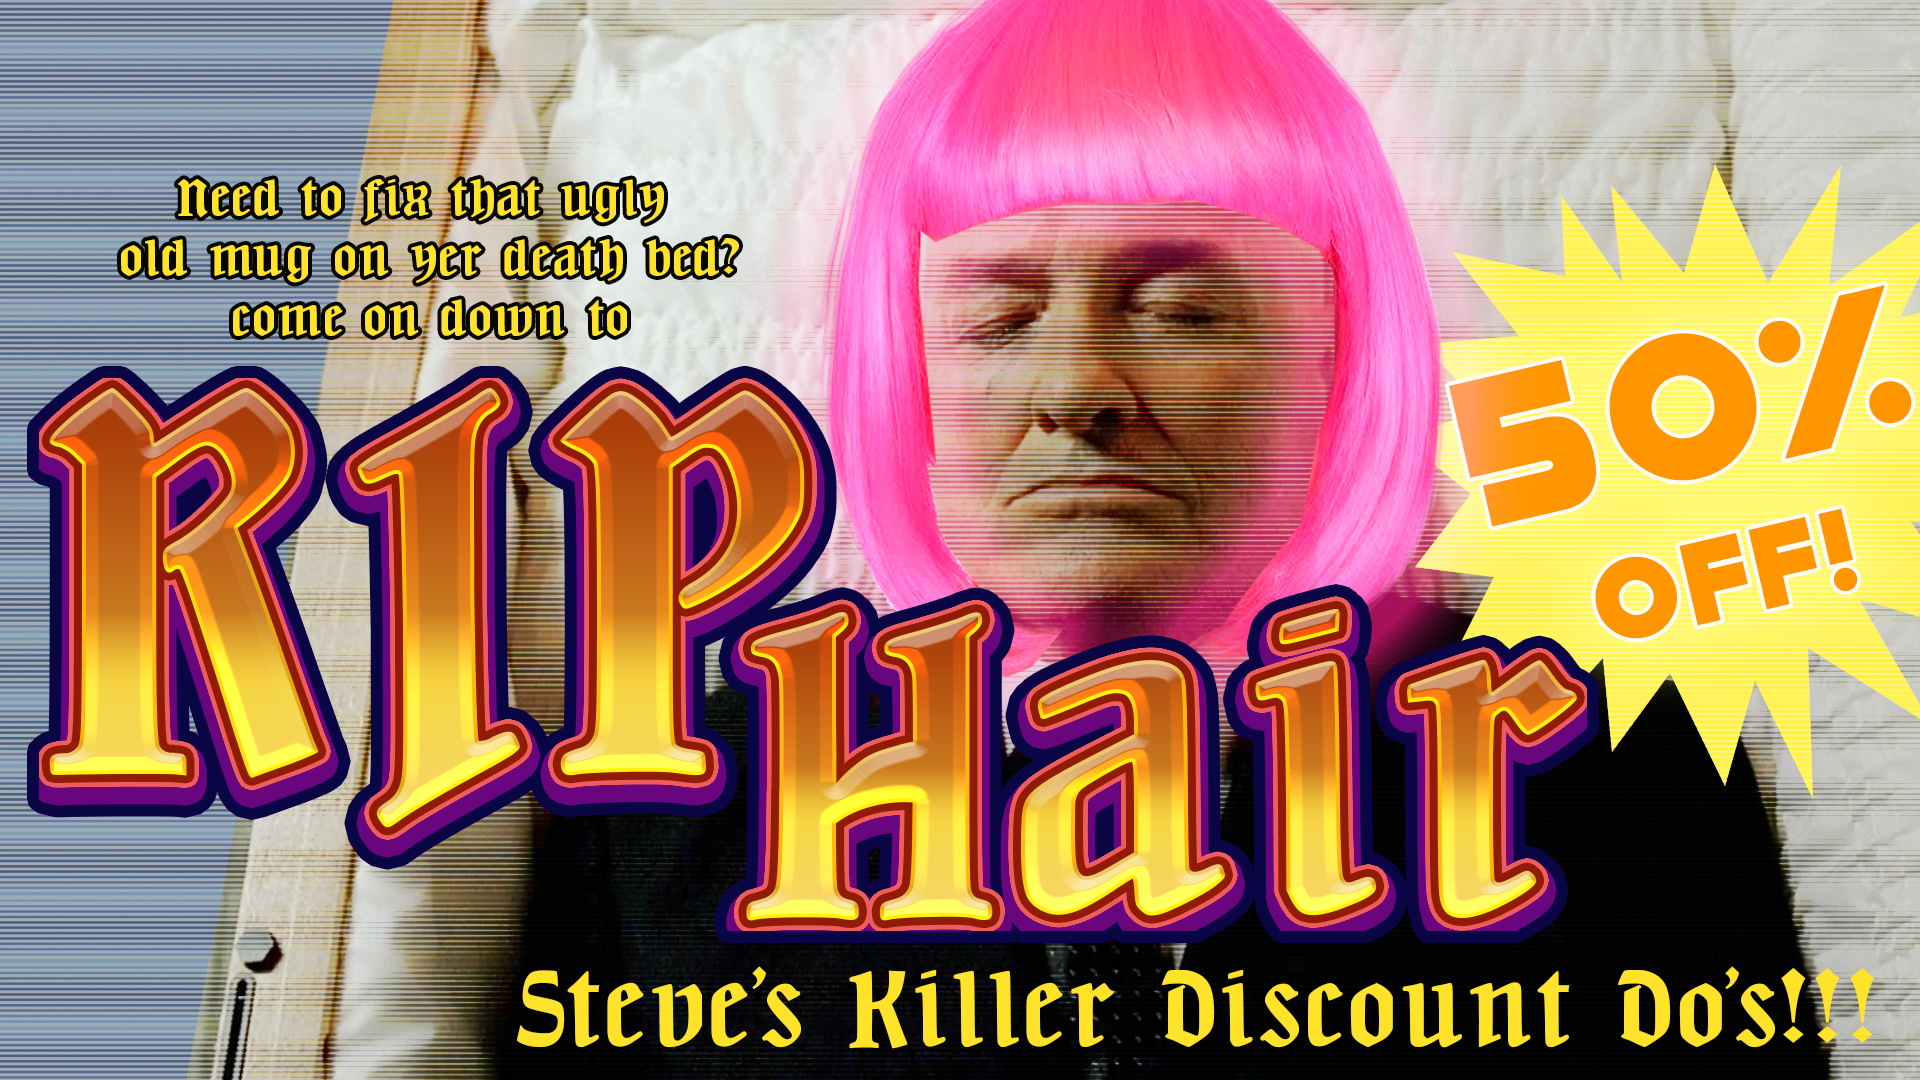 Need to fix that ugly
old mug on yer death bed?
come on down to
RIP
Hair
50%
OFF!
Steve's Killer Discount Do's!!!